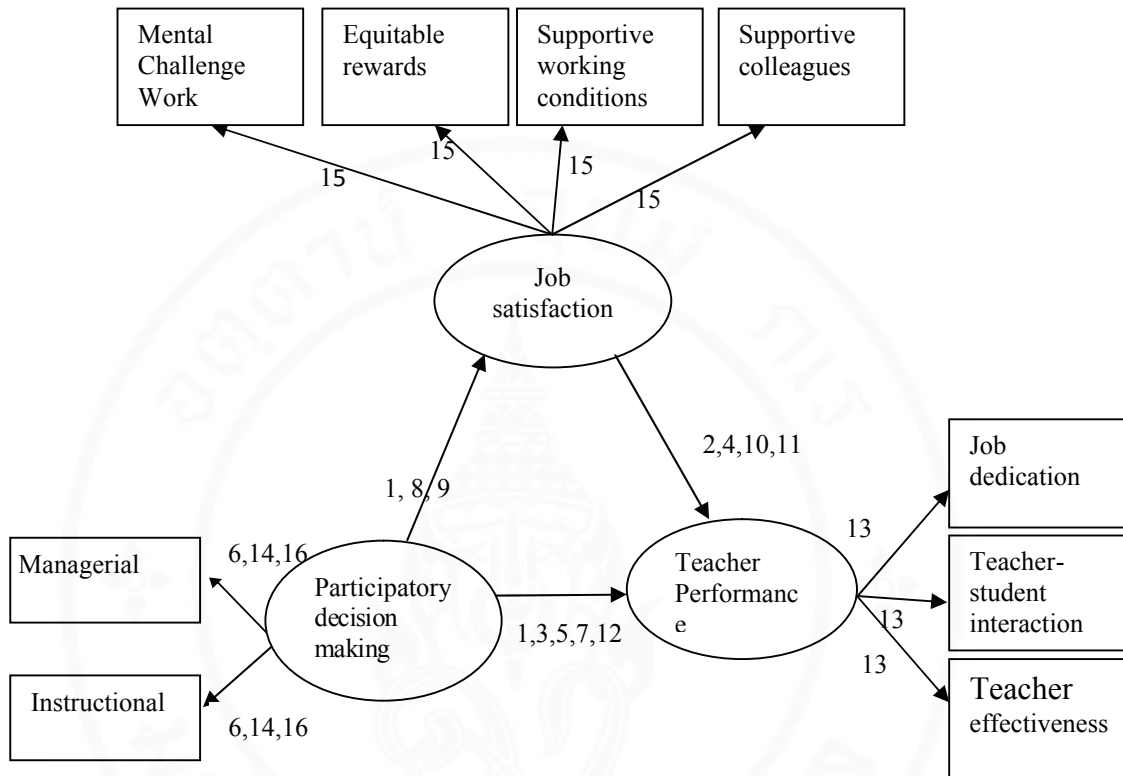 Mental
Challenge
Work
Equitable
rewards
Supportive
working
conditions
Supportive
colleagues
15
15
15
15
Job
satisfaction
2,4,10,11
1, 8, 9
Job
dedication
13
Managerial
6,14,16
Participatory
decision
making
1,3,5,7,12
Teacher
Performanc
e
13
Teacher-
student
interaction
13
Instructional
6,14,16
Teacher
effectiveness